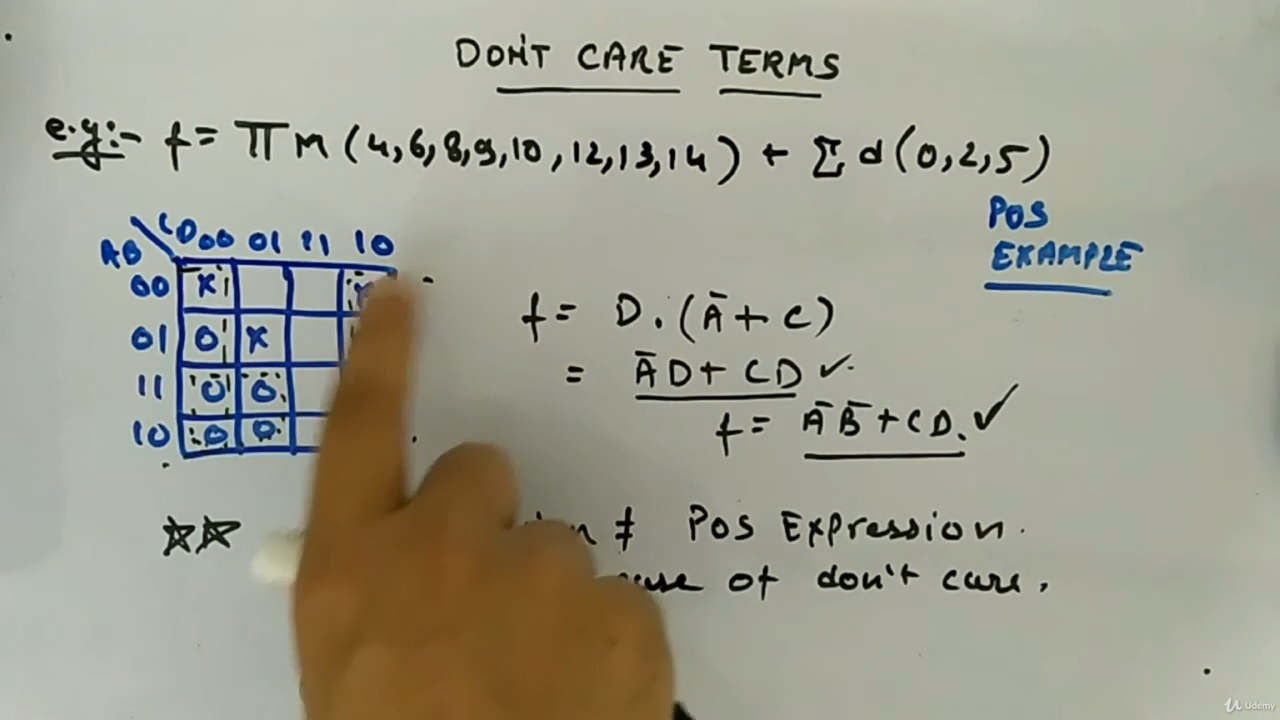 DON'T CARE TERMS
e.g:- f = ΠM (4,6,8,9,10,12,13,14) + Σd(0,2,5)
POS
EXAMPLE
CD 00 01 11 10
AB
00 X
01 0 X
11 0 0
10 0 0
f = D.(Ā + C)
= ĀD + CD ✓
f = ĀB̄ + CD. ✓
☆☆ ≠ POS Expression.
of don't care.
Udemy